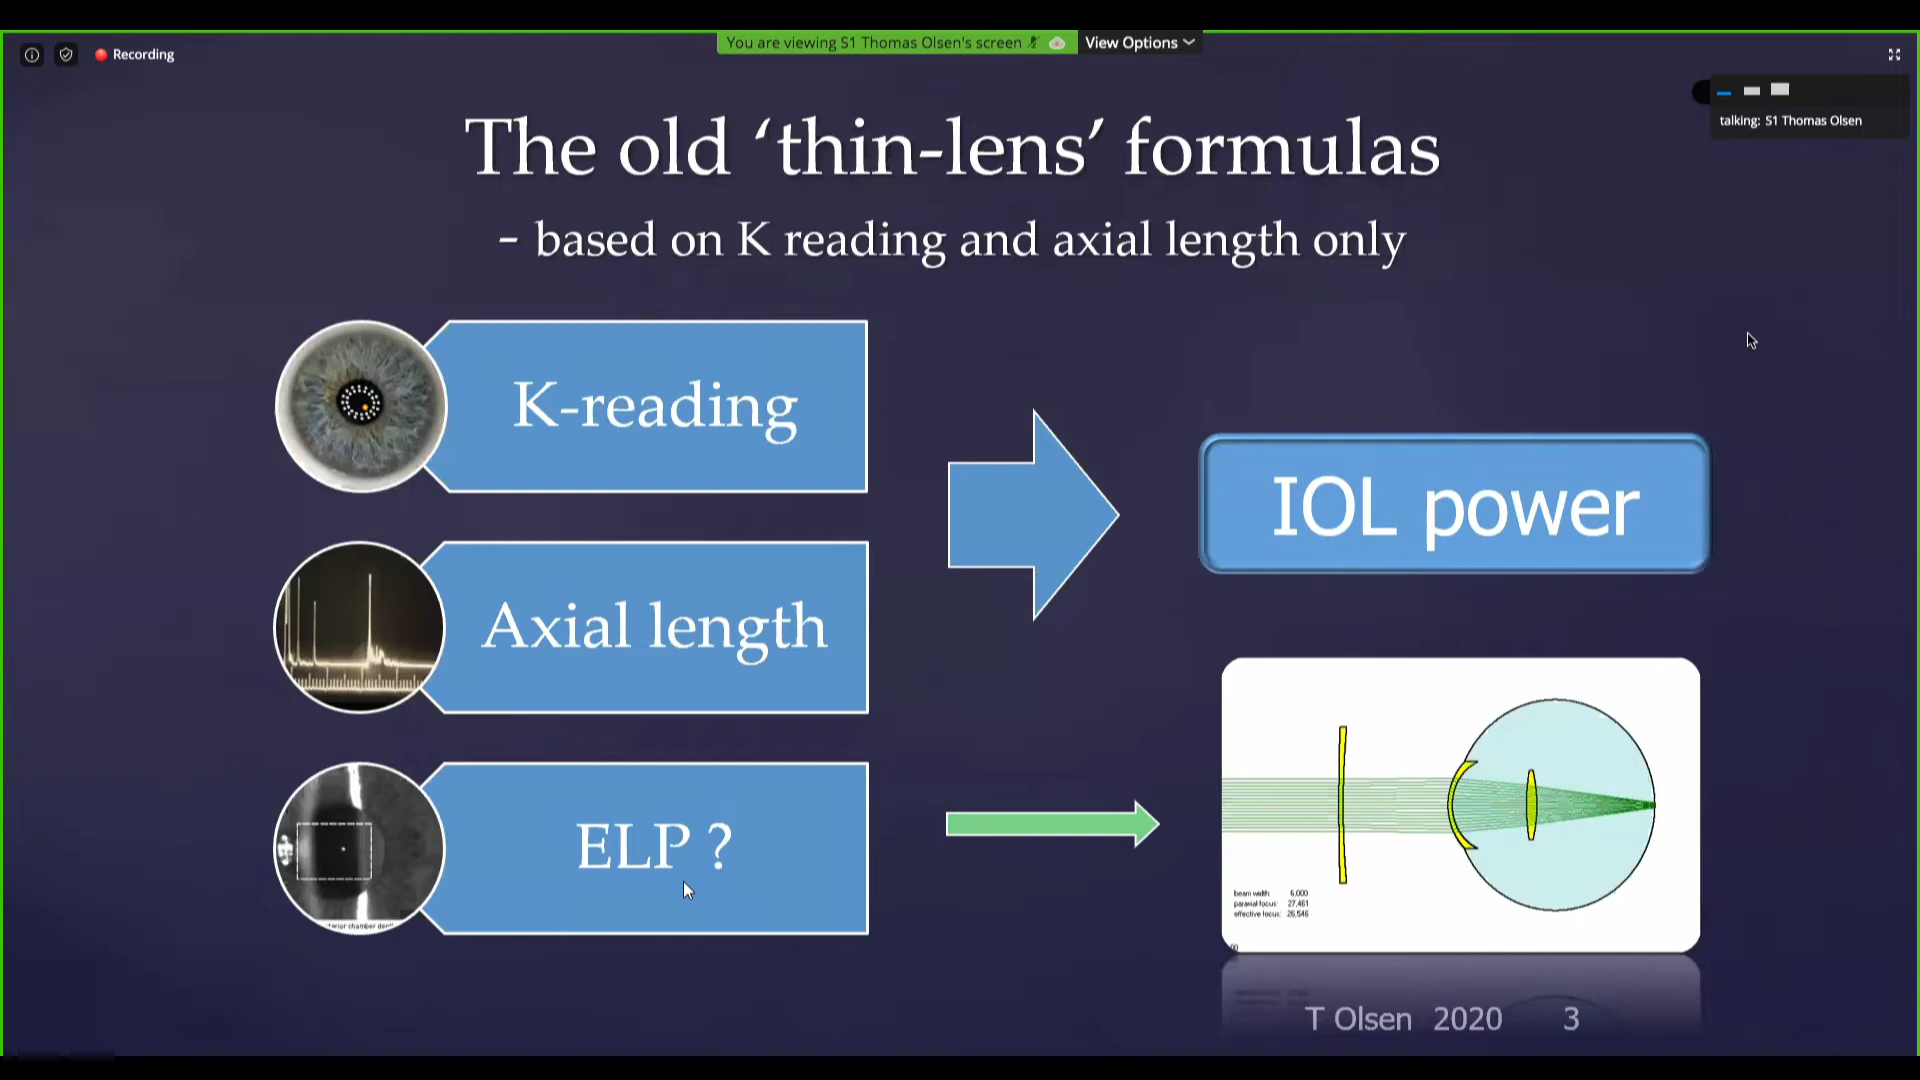 You are viewing S1 Thomas Olsen's screen
View Options
Recording
talking: S1 Thomas Olsen
The old ‘thin-lens’ formulas
- based on K reading and axial length only
K-reading
IOL power
Axial length
ELP ?
beam width: 6,000
paraxial focus: 27,461
effective focus: 26,546
T Olsen 2020 3